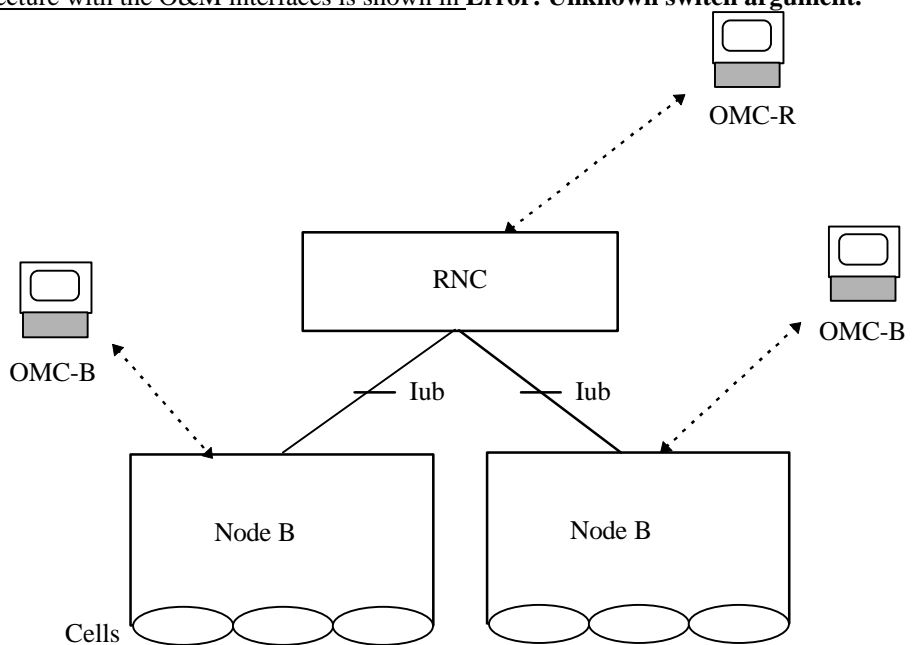 ecture with the O&M interfaces is shown in Error! Unknown switch argument.
OMC-R
RNC
OMC-B
OMC-B
Iub
Iub
Node B
Node B
Cells